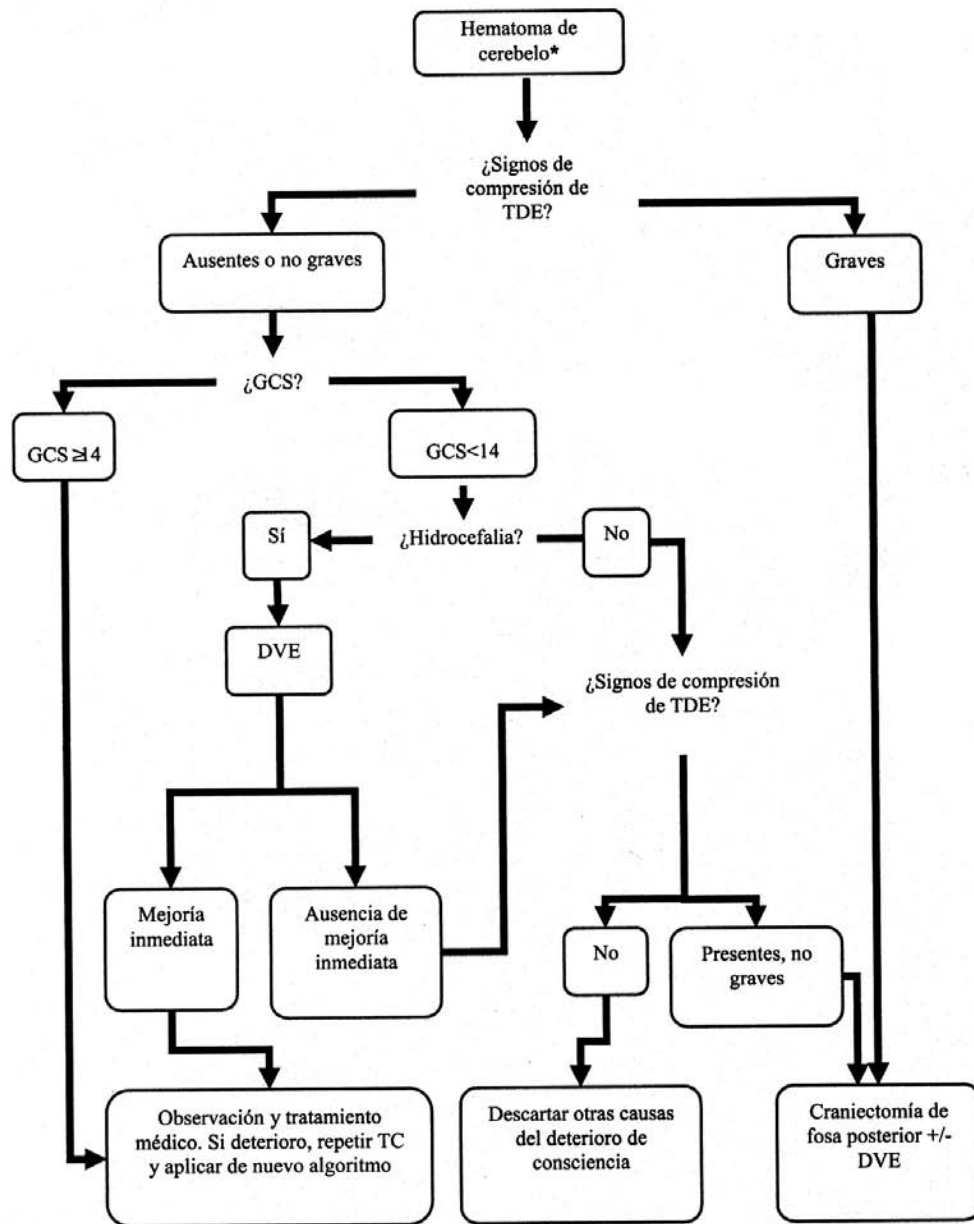 Hematoma de
cerebelo*
¿Signos de
compresión de
TDE?
Ausentes o no graves
Graves
¿GCS?
GCS ≥14
GCS<14
Sí
¿Hidrocefalia?
No
DVE
¿Signos de compresión
de TDE?
Mejoría
inmediata
Ausencia de
mejoría
inmediata
No
Presentes, no
graves
Observación y tratamiento
médico. Si deterioro, repetir TC
y aplicar de nuevo algoritmo
Descartar otras causas
del deterioro de
consciencia
Craniectomía de
fosa posterior +/-
DVE